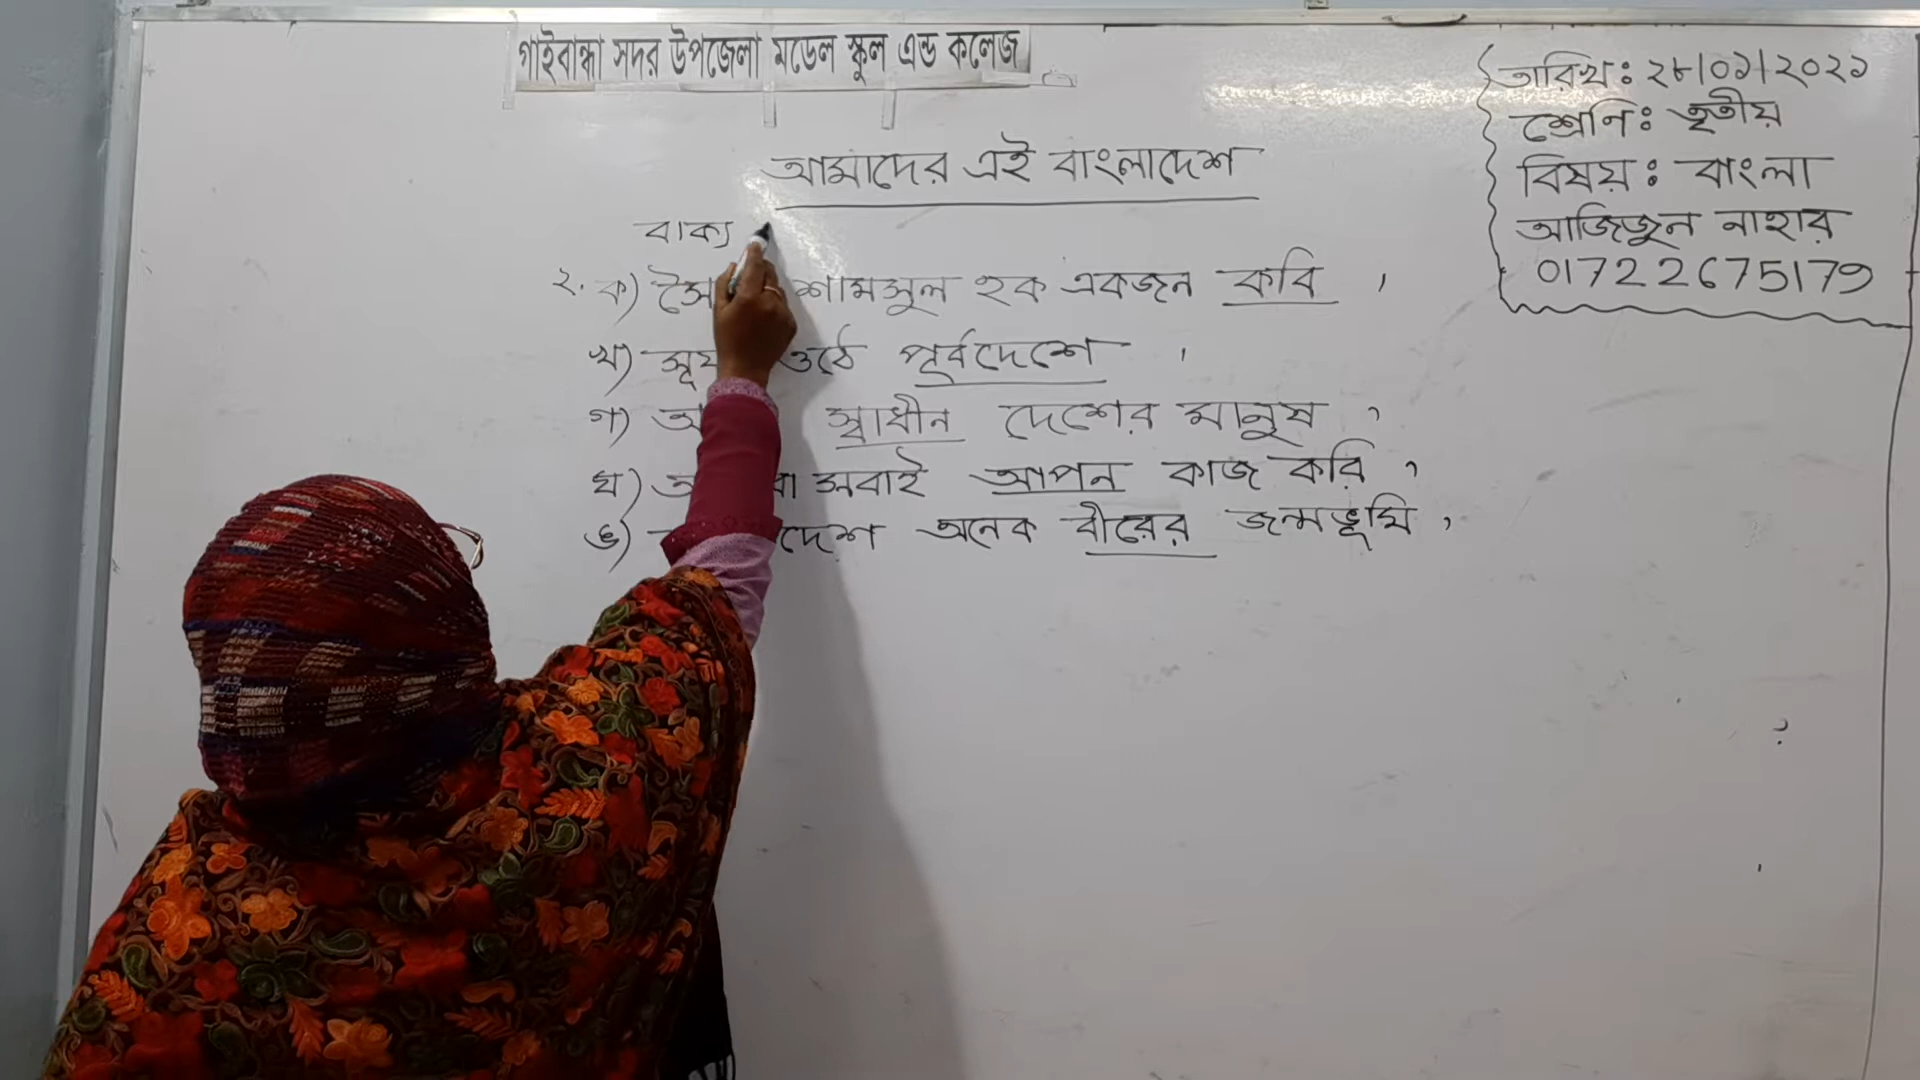 গাইবান্ধা সদর উপজেলা মডেল স্কুল এন্ড কলেজ
তারিখঃ ২৮/০১/২০২১
শ্রেণিঃ তৃতীয়
বিষয়ঃ বাংলা
আজিজুন নাহার
01722675179
আমাদের এই বাংলাদেশ
বাক্য
২. ক) শামসুল হক একজন কবি ।
খ) ওঠে পূর্বদেশে ।
গ) স্বাধীন দেশের মানুষ ।
ঘ) সবাই আপন কাজ করি ।
ঙ) দেশ অনেক বীরের জন্মভূমি ।